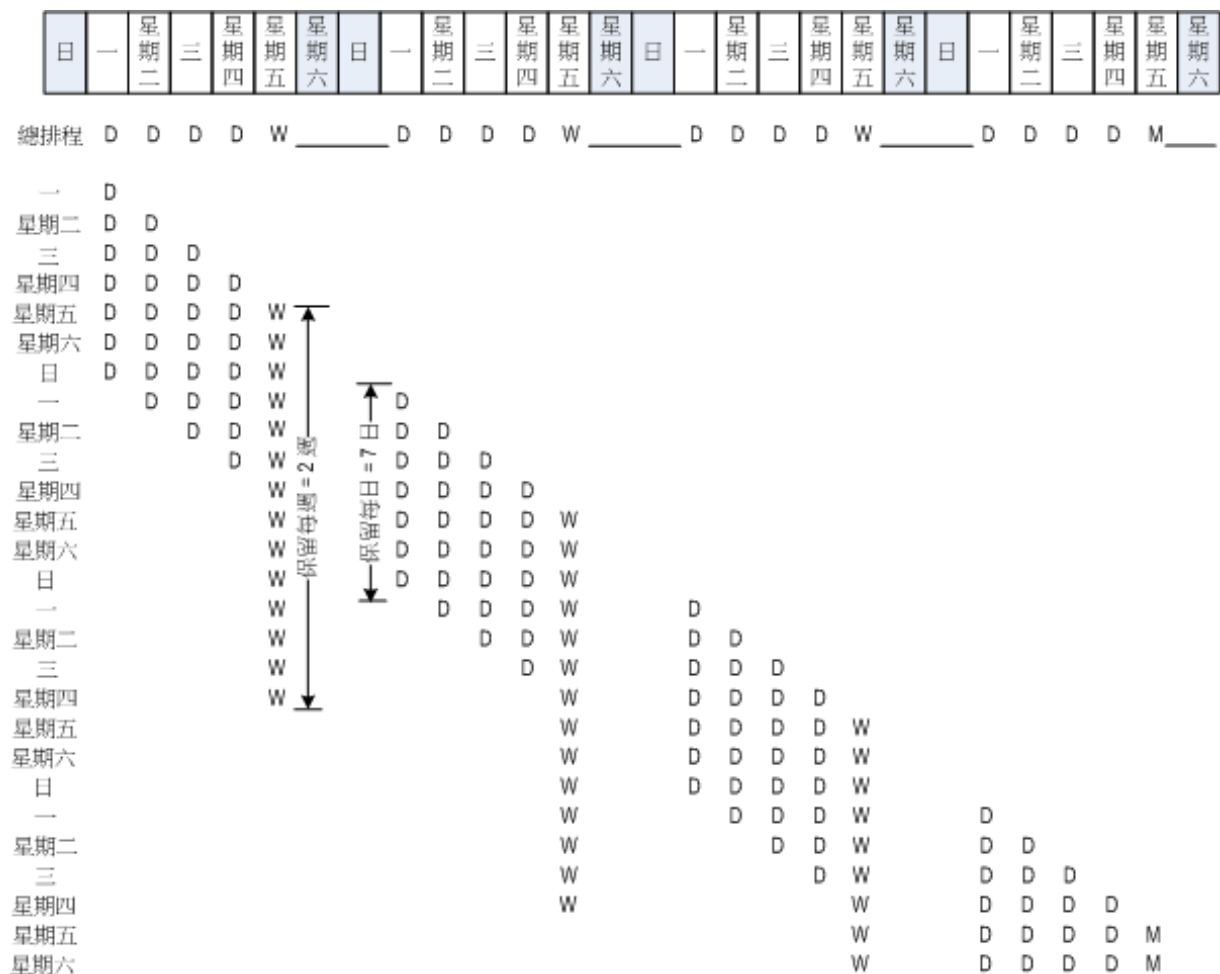 日 一 星期二 三 星期四 星期五 星期六 日 一 星期二 三 星期四 星期五 星期六 日 一 星期二 三 星期四 星期五 星期六 日 一 星期二 三 星期四 星期五 星期六
總排程 D D D D W D D D D W D D D D W D D D D M
一 D
星期二 D D
三 D D D
星期四 D D D D
星期五 D D D D W
星期六 D D D D W
日 D D D D W
一 D D D W D
星期二 D D W D D
三 D W D D D
星期四 W D D D D
星期五 W D D D D W
星期六 W D D D D W
日 W D D D D W
一 W D D D W D
星期二 W D D W D D
三 W D W D D D
星期四 W W D D D D
星期五 W D D D D W
星期六 W D D D D W
日 W D D D D W
一 W D D D W D
星期二 W D D W D D
三 W D W D D D
星期四 W W D D D D
星期五 W D D D D M
星期六 W D D D D M
保留每週 = 2 週
保留每日 = 7 日